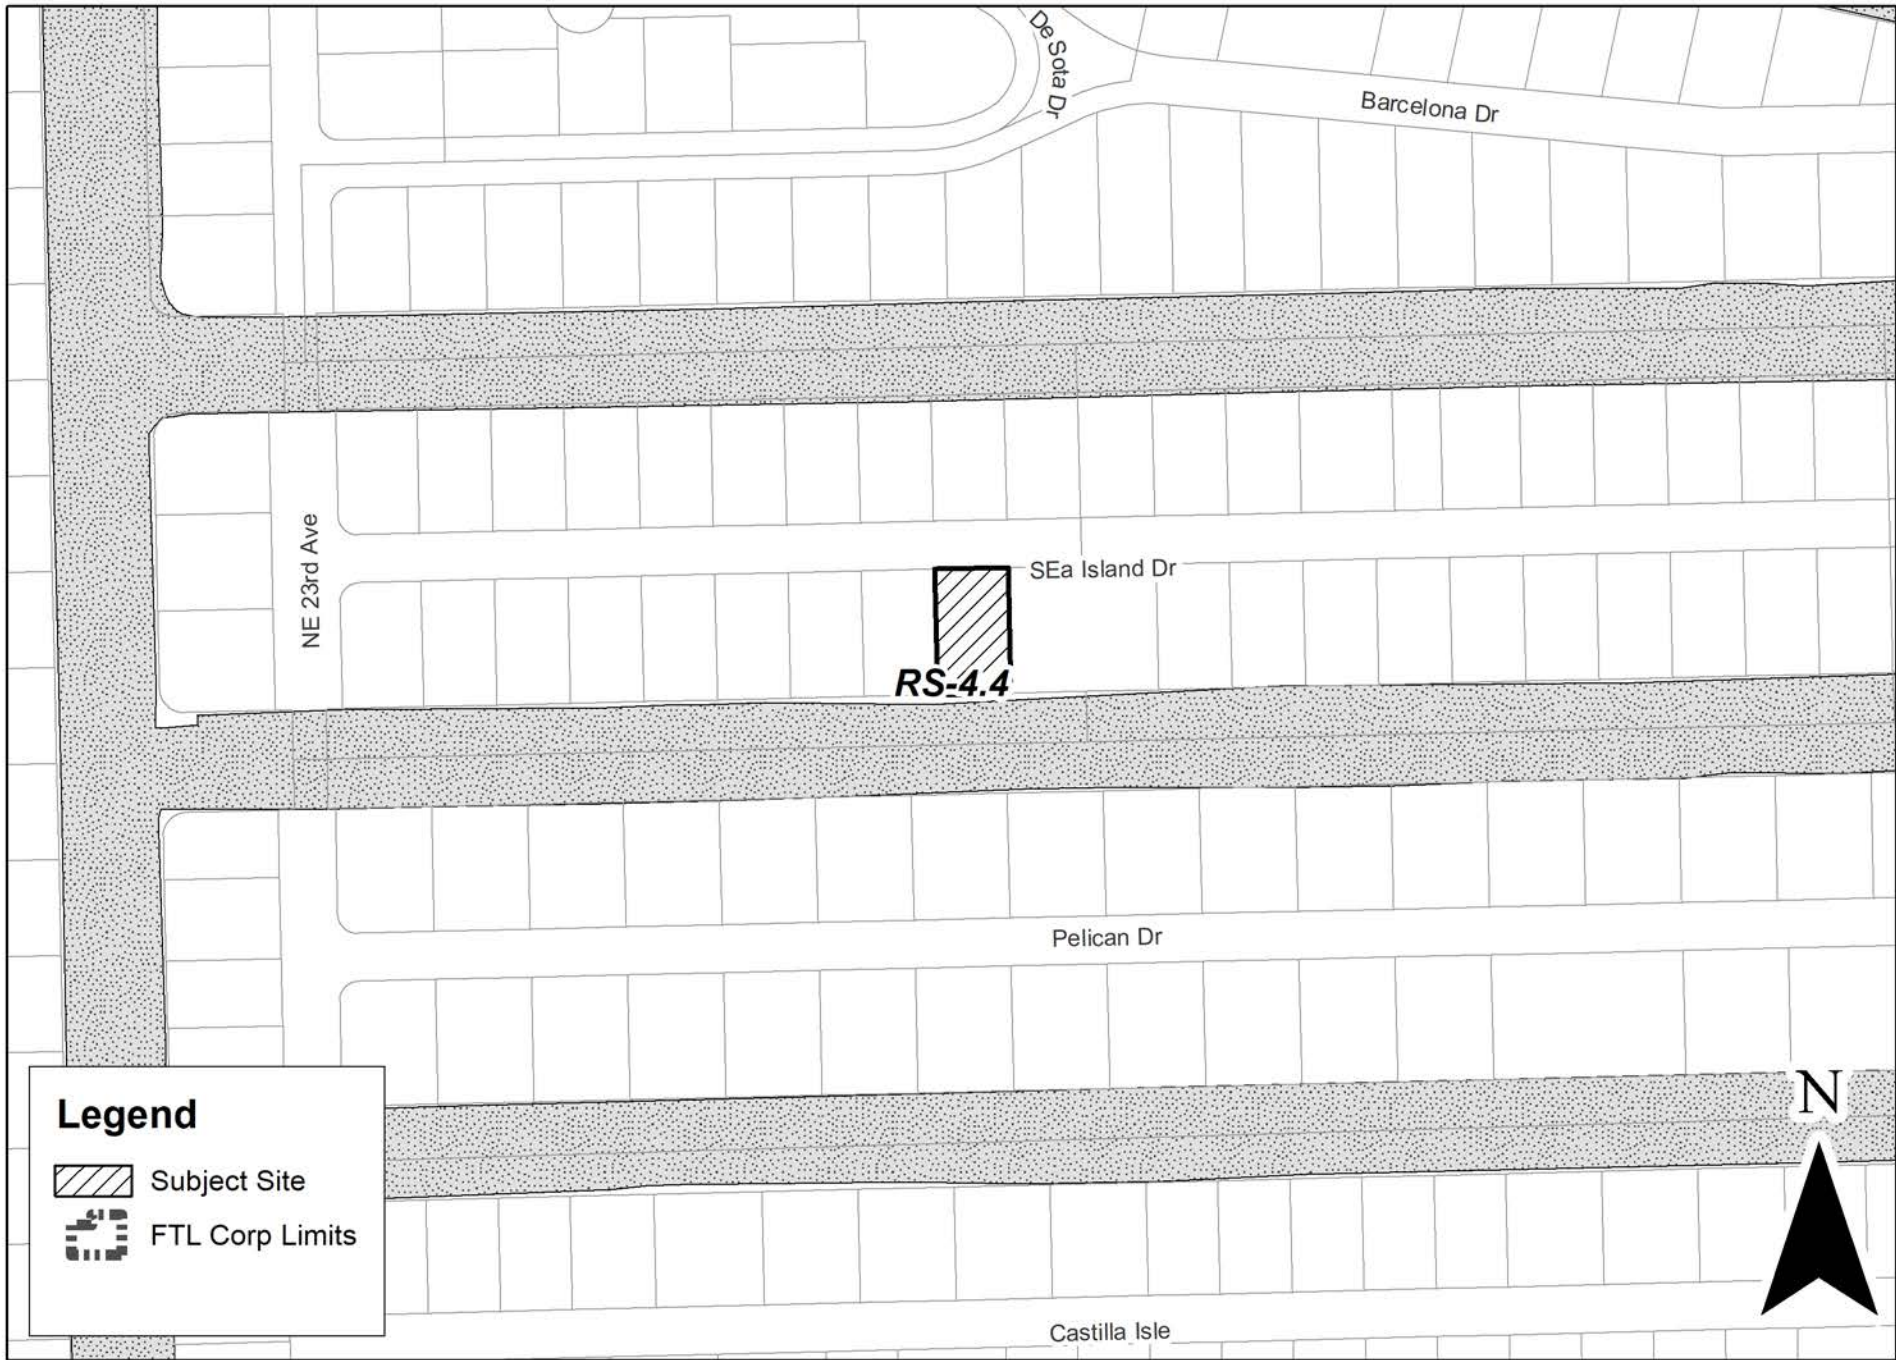 De Sota Dr
Barcelona Dr
NE 23rd Ave
SEa Island Dr
RS-4.4
Pelican Dr
Legend
Subject Site
FTL Corp Limits
N
Castilla Isle